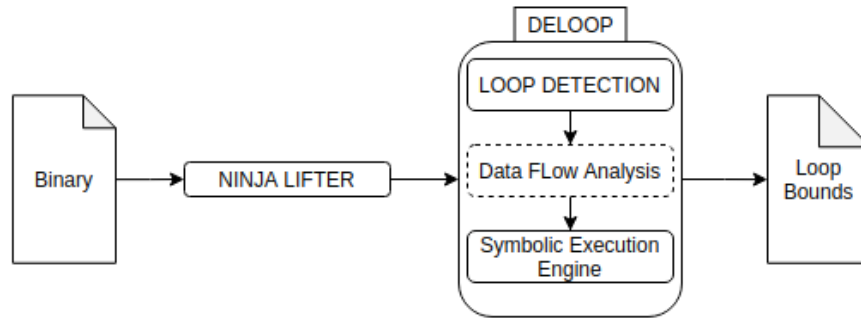 DELOOP
LOOP DETECTION
Binary
NINJA LIFTER
Data FLow Analysis
Loop
Bounds
Symbolic Execution
Engine